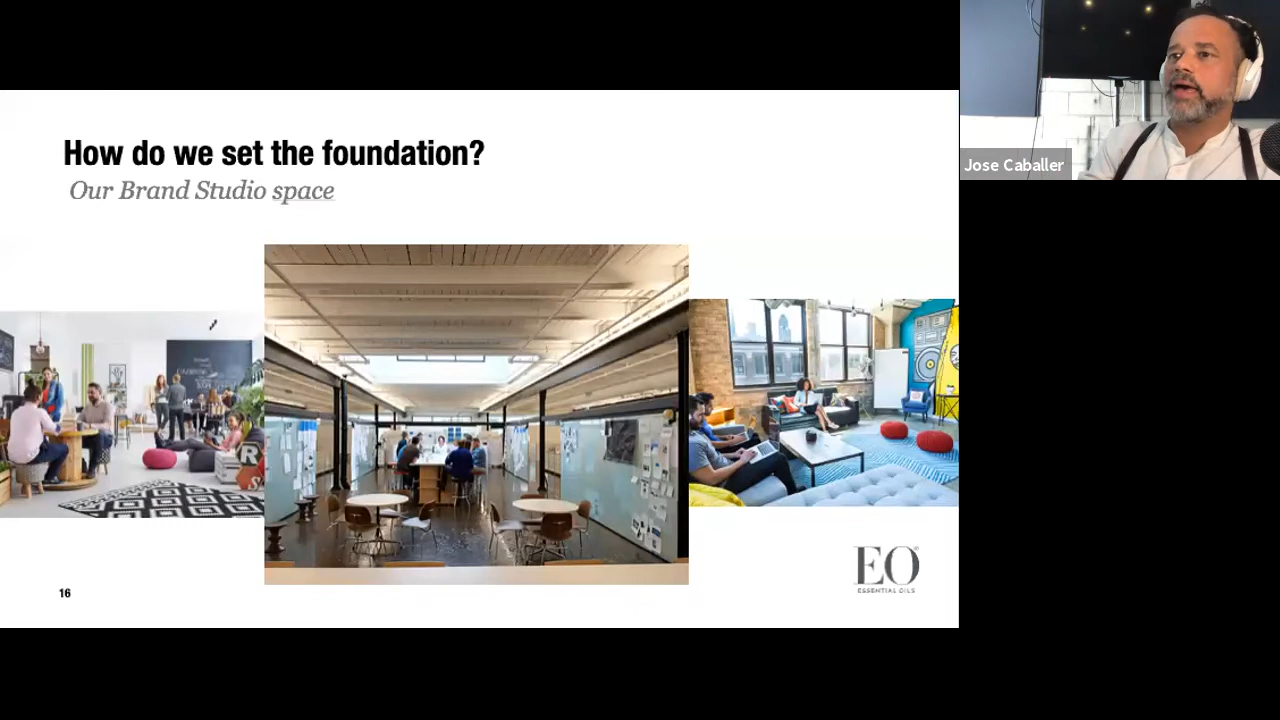 How do we set the foundation?
Our Brand Studio space
Jose Caballer
R
16
EO
ESSENTIAL OILS